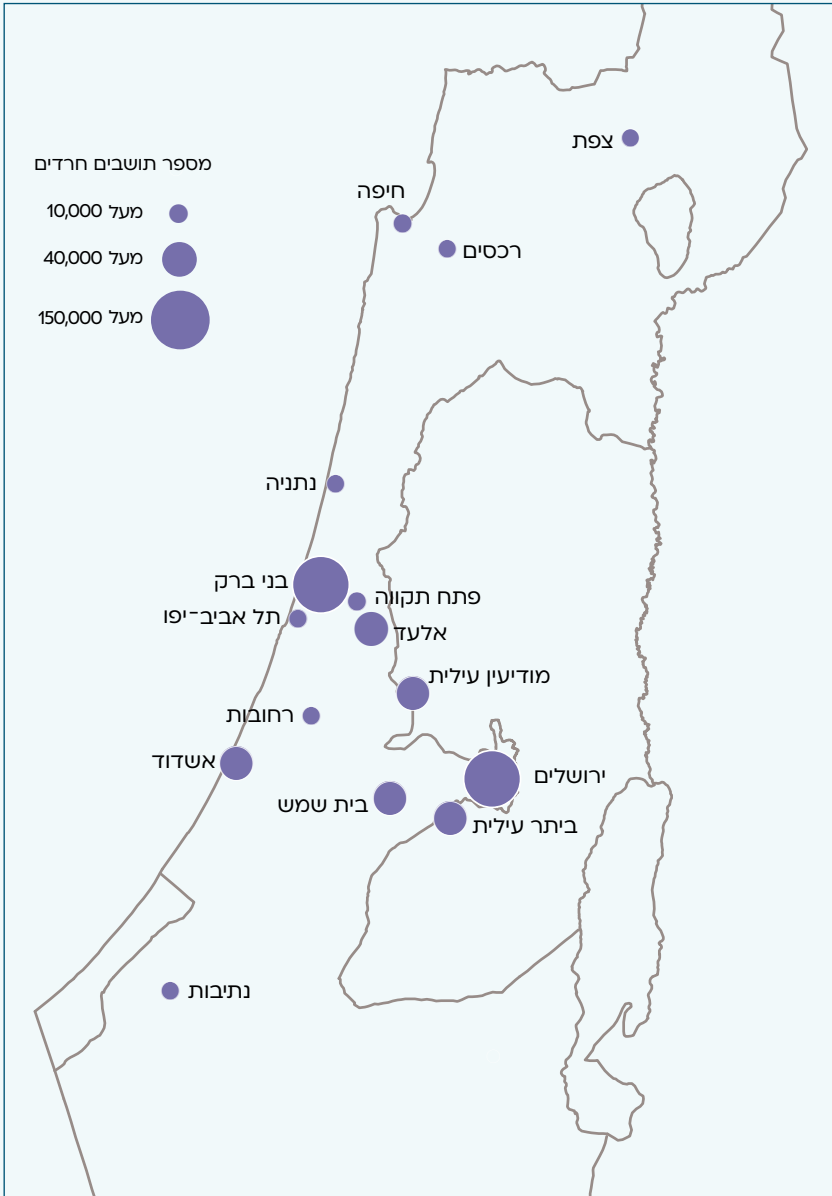 מספר תושבים חרדים
מעל 10,000
מעל 40,000
מעל 150,000
צפת
חיפה
רכסים
נתניה
בני ברק
פתח תקווה
תל אביב-יפו
אלעד
מודיעין עילית
רחובות
אשדוד
ירושלים
בית שמש
ביתר עילית
נתיבות